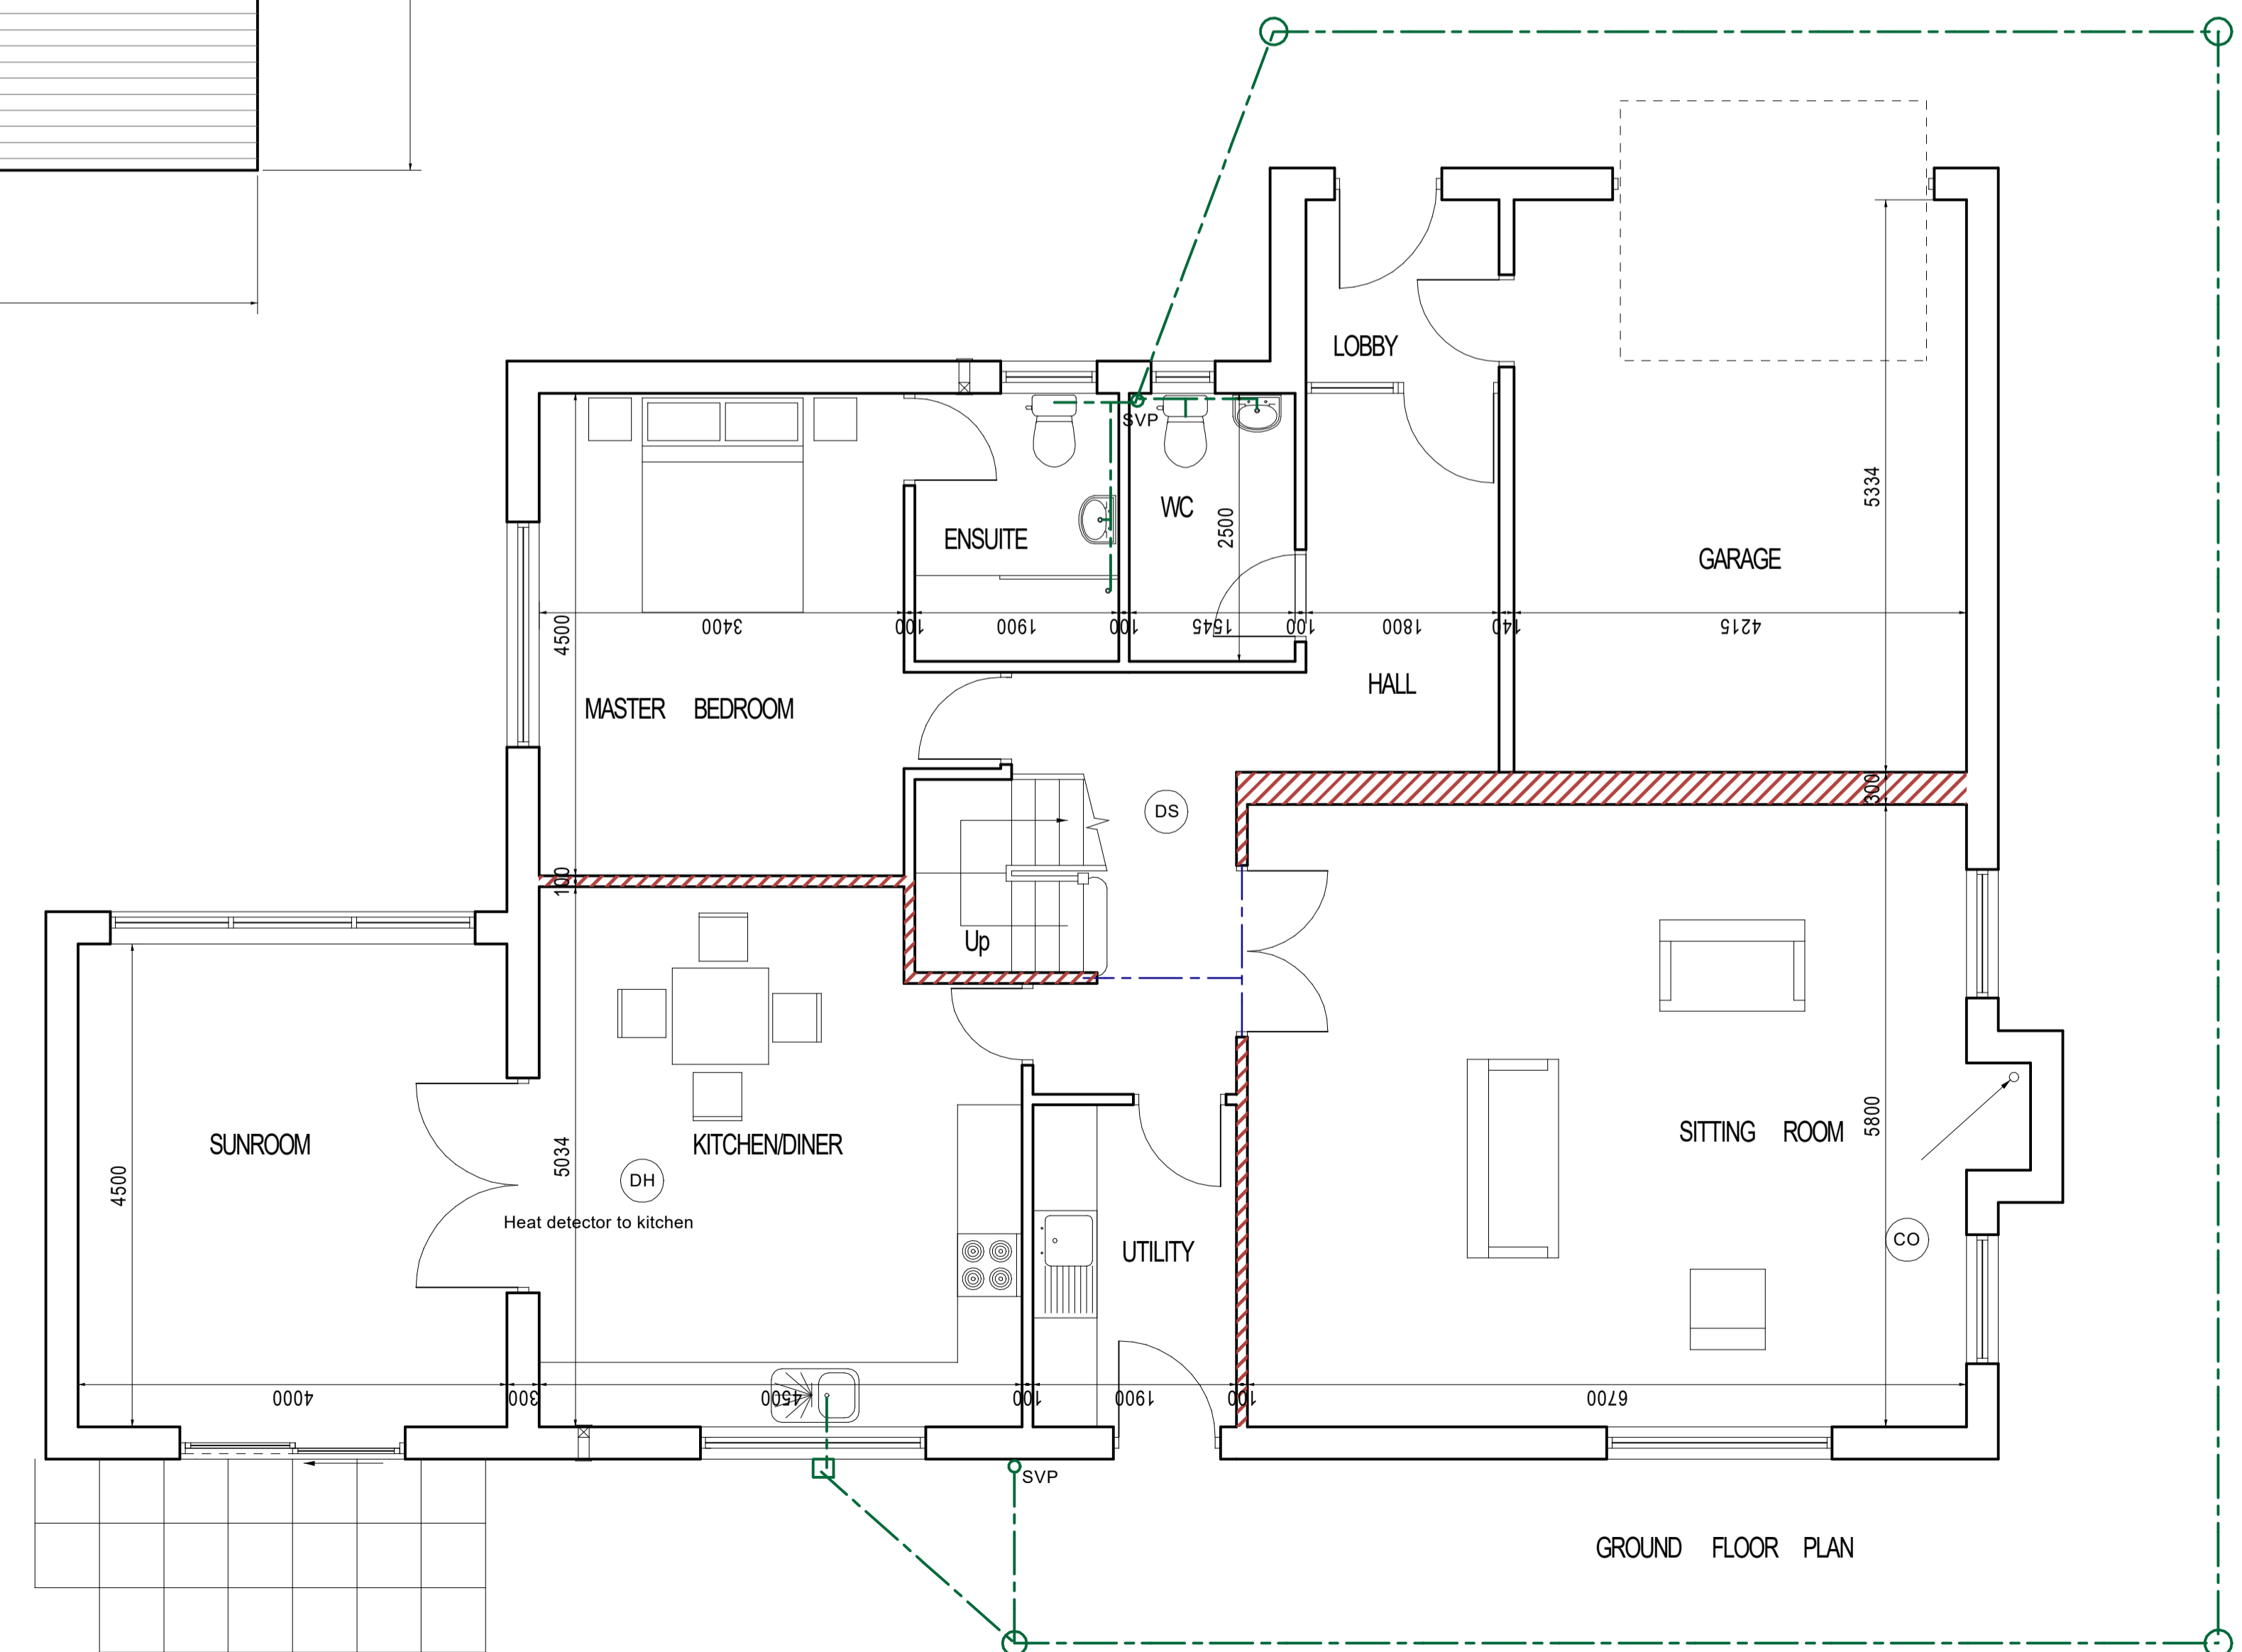 LOBBY
SVP
WC
ENSUITE
2500
5334
GARAGE
4500
3400
100
1900
100
1545
100
1800
140
4215
HALL
MASTER BEDROOM
300
DS
100
Up
SUNROOM
KITCHEN/DINER
SITTING ROOM
5800
5034
4500
DH
Heat detector to kitchen
UTILITY
CO
4000
300
4500
100
1900
100
6700
SVP
GROUND FLOOR PLAN